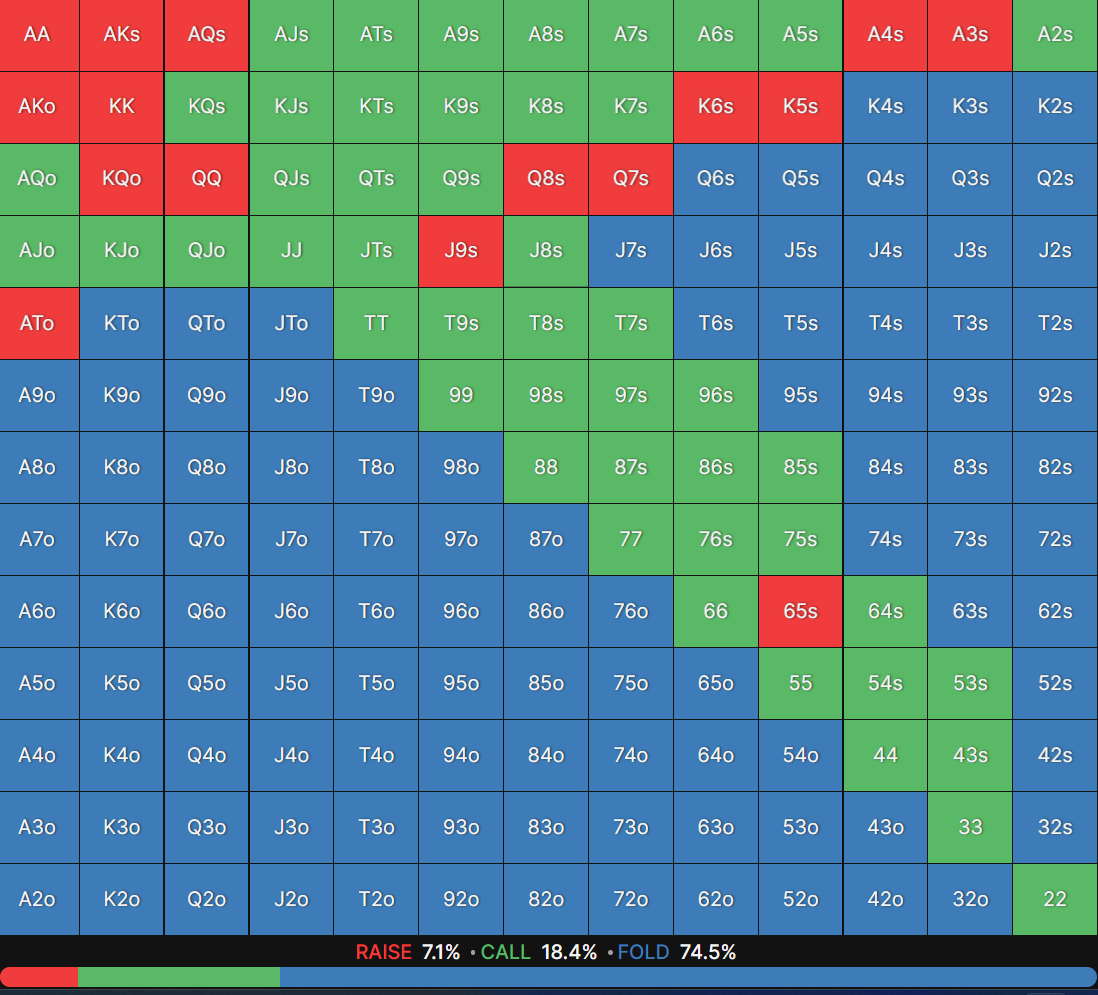 AA AKs AQs AJs ATs A9s A8s A7s A6s A5s A4s A3s A2s
AKo KK KQs KJs KTs K9s K8s K7s K6s K5s K4s K3s K2s
AQo KQo QQ QJs QTs Q9s Q8s Q7s Q6s Q5s Q4s Q3s Q2s
AJo KJo QJo JJ JTs J9s J8s J7s J6s J5s J4s J3s J2s
ATo KTo QTo JTo TT T9s T8s T7s T6s T5s T4s T3s T2s
A9o K9o Q9o J9o T9o 99 98s 97s 96s 95s 94s 93s 92s
A8o K8o Q8o J8o T8o 98o 88 87s 86s 85s 84s 83s 82s
A7o K7o Q7o J7o T7o 97o 87o 77 76s 75s 74s 73s 72s
A6o K6o Q6o J6o T6o 96o 86o 76o 66 65s 64s 63s 62s
A5o K5o Q5o J5o T5o 95o 85o 75o 65o 55 54s 53s 52s
A4o K4o Q4o J4o T4o 94o 84o 74o 64o 54o 44 43s 42s
A3o K3o Q3o J3o T3o 93o 83o 73o 63o 53o 43o 33 32s
A2o K2o Q2o J2o T2o 92o 82o 72o 62o 52o 42o 32o 22
RAISE 7.1% • CALL 18.4% • FOLD 74.5%